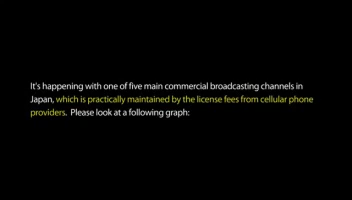 It's happening with one of five main commercial broadcasting channels in
Japan, which is practically maintained by the license fees from cellular phone
providers. Please look at a following graph: